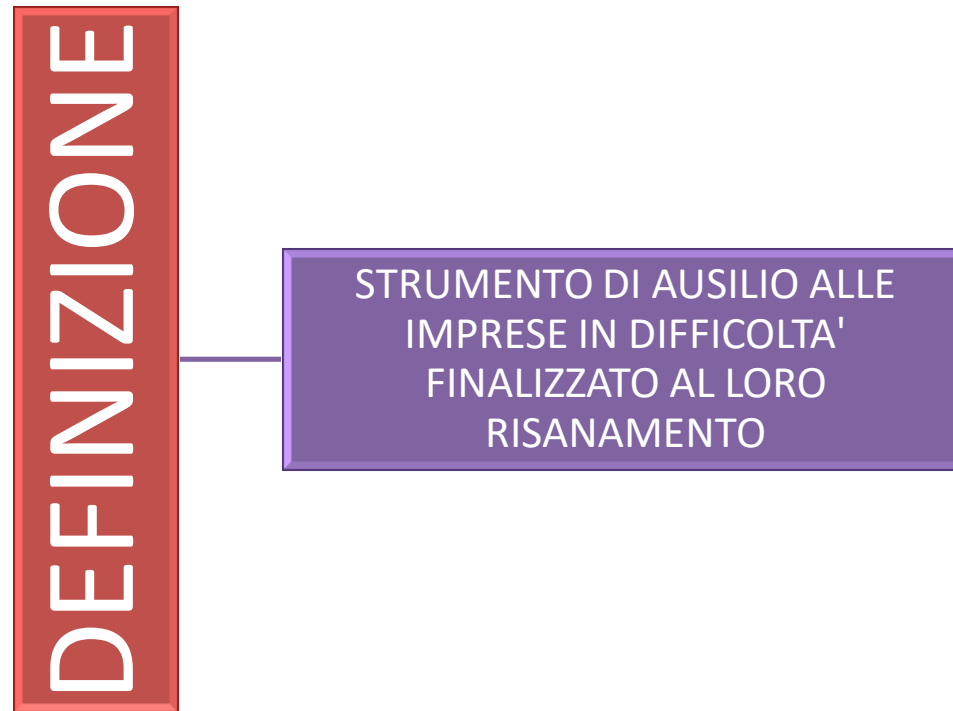 DEFINIZIONE
STRUMENTO DI AUSILIO ALLE
IMPRESE IN DIFFICOLTA'
FINALIZZATO AL LORO
RISANAMENTO